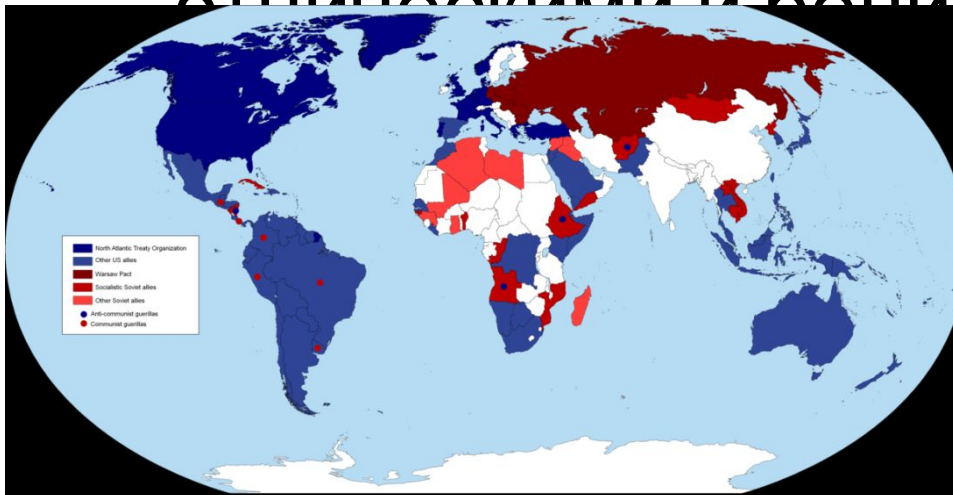 North Atlantic Treaty Organization
Other US allies
Warsaw Pact
Socialistic Soviet allies
Other Soviet allies
Anti-communist guerillas
Communist guerillas